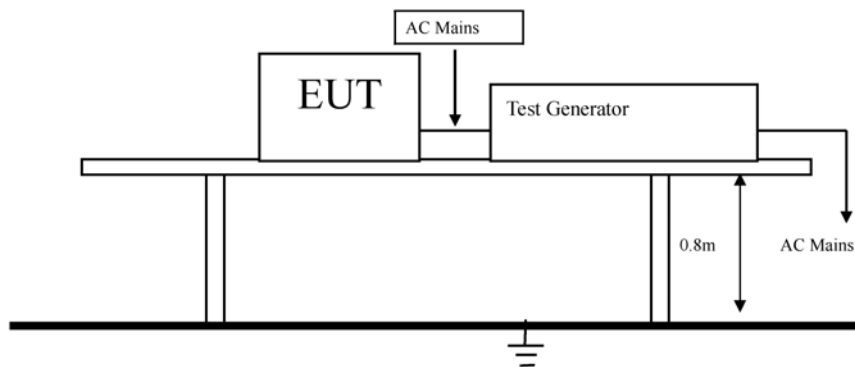 AC Mains
EUT
Test Generator
0.8m
AC Mains